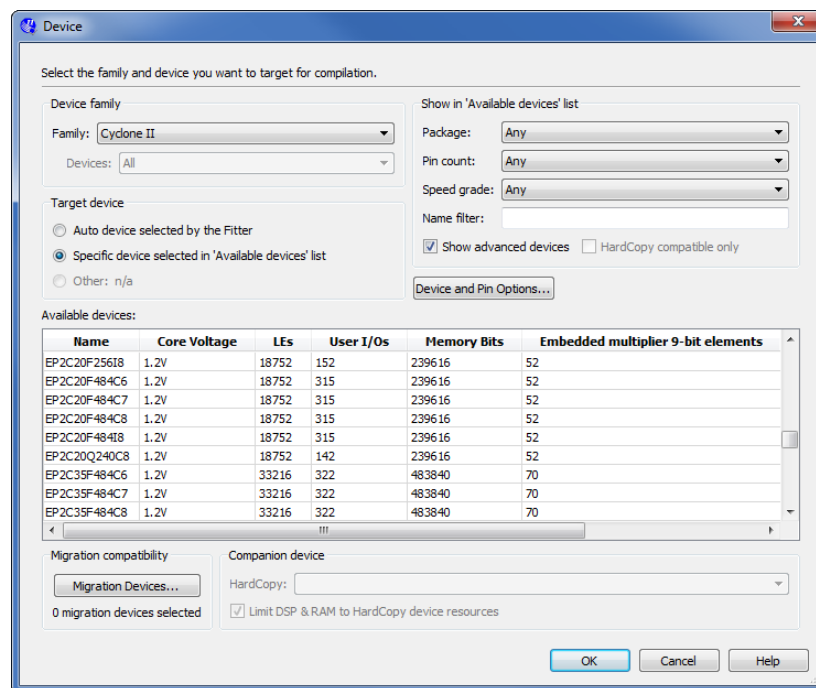 Device
Select the family and device you want to target for compilation.
Device family
Family: Cyclone II
Devices: All
Target device
Auto device selected by the Fitter
Specific device selected in 'Available devices' list
Other: n/a
Show in 'Available devices' list
Package: Any
Pin count: Any
Speed grade: Any
Name filter:
Show advanced devices HardCopy compatible only
Device and Pin Options...
Available devices:
Name Core Voltage LEs User I/Os Memory Bits Embedded multiplier 9-bit elements
EP2C20F256I8 1.2V 18752 152 239616 52
EP2C20F484C6 1.2V 18752 315 239616 52
EP2C20F484C7 1.2V 18752 315 239616 52
EP2C20F484C8 1.2V 18752 315 239616 52
EP2C20F484I8 1.2V 18752 315 239616 52
EP2C20Q240C8 1.2V 18752 142 239616 52
EP2C35F484C6 1.2V 33216 322 483840 70
EP2C35F484C7 1.2V 33216 322 483840 70
EP2C35F484C8 1.2V 33216 322 483840 70
Migration compatibility
Migration Devices...
0 migration devices selected
Companion device
HardCopy:
Limit DSP & RAM to HardCopy device resources
OK Cancel Help